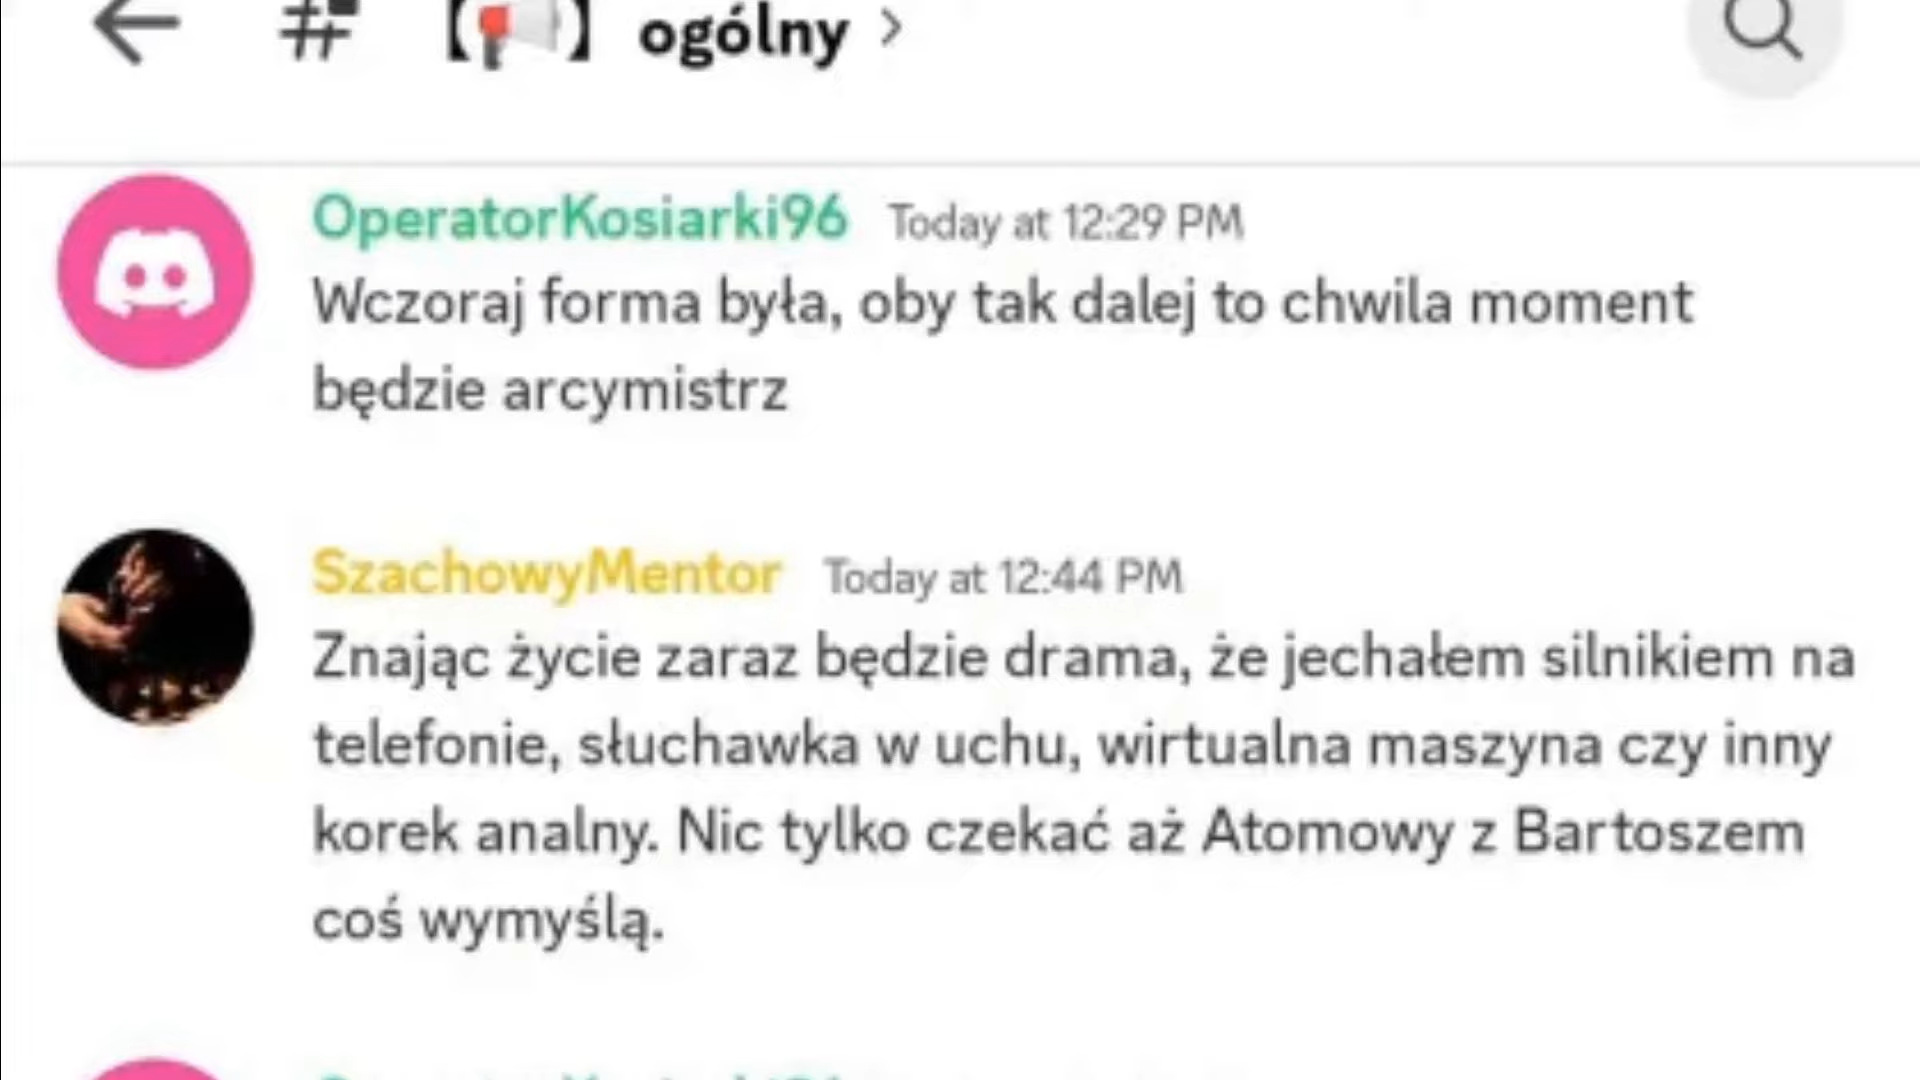 # 【📢】 ogólny >
OperatorKosiarki96 Today at 12:29 PM
Wczoraj forma była, oby tak dalej to chwila moment
będzie arcymistrz
SzachowyMentor Today at 12:44 PM
Znając życie zaraz będzie drama, że jechałem silnikiem na
telefonie, słuchawka w uchu, wirtualna maszyna czy inny
korek analny. Nic tylko czekać aż Atomowy z Bartoszem
coś wymyślą.